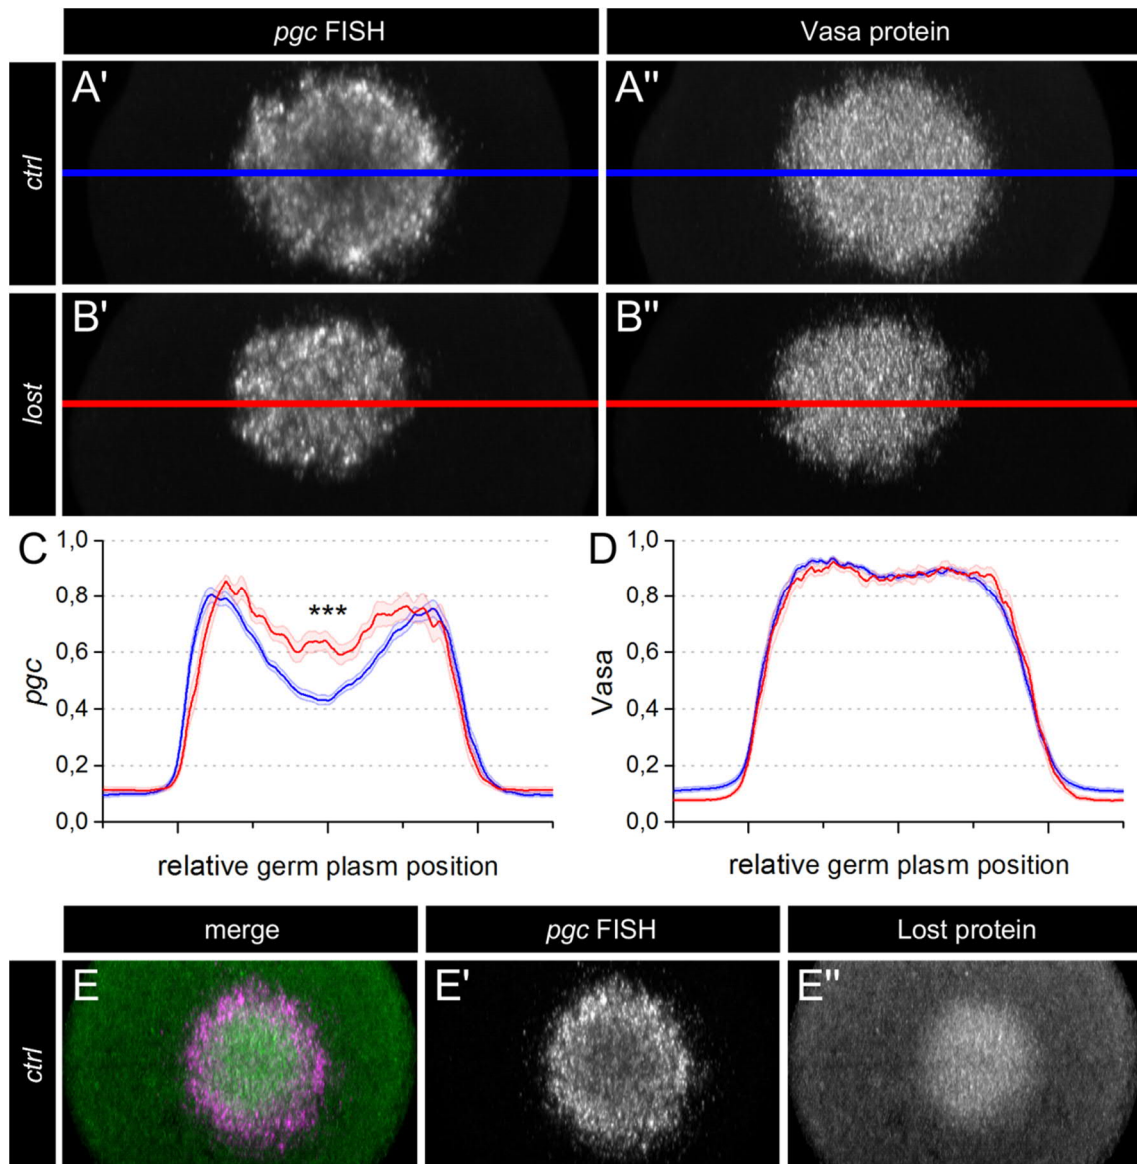 pgc FISH Vasa protein
ctrl A' A"
lost B' B"
C D
pgc
1,0
0,8
0,6
0,4
0,2
0,0
***
relative germ plasm position
Vasa
1,0
0,8
0,6
0,4
0,2
0,0
relative germ plasm position
merge pgc FISH Lost protein
ctrl E E' E"